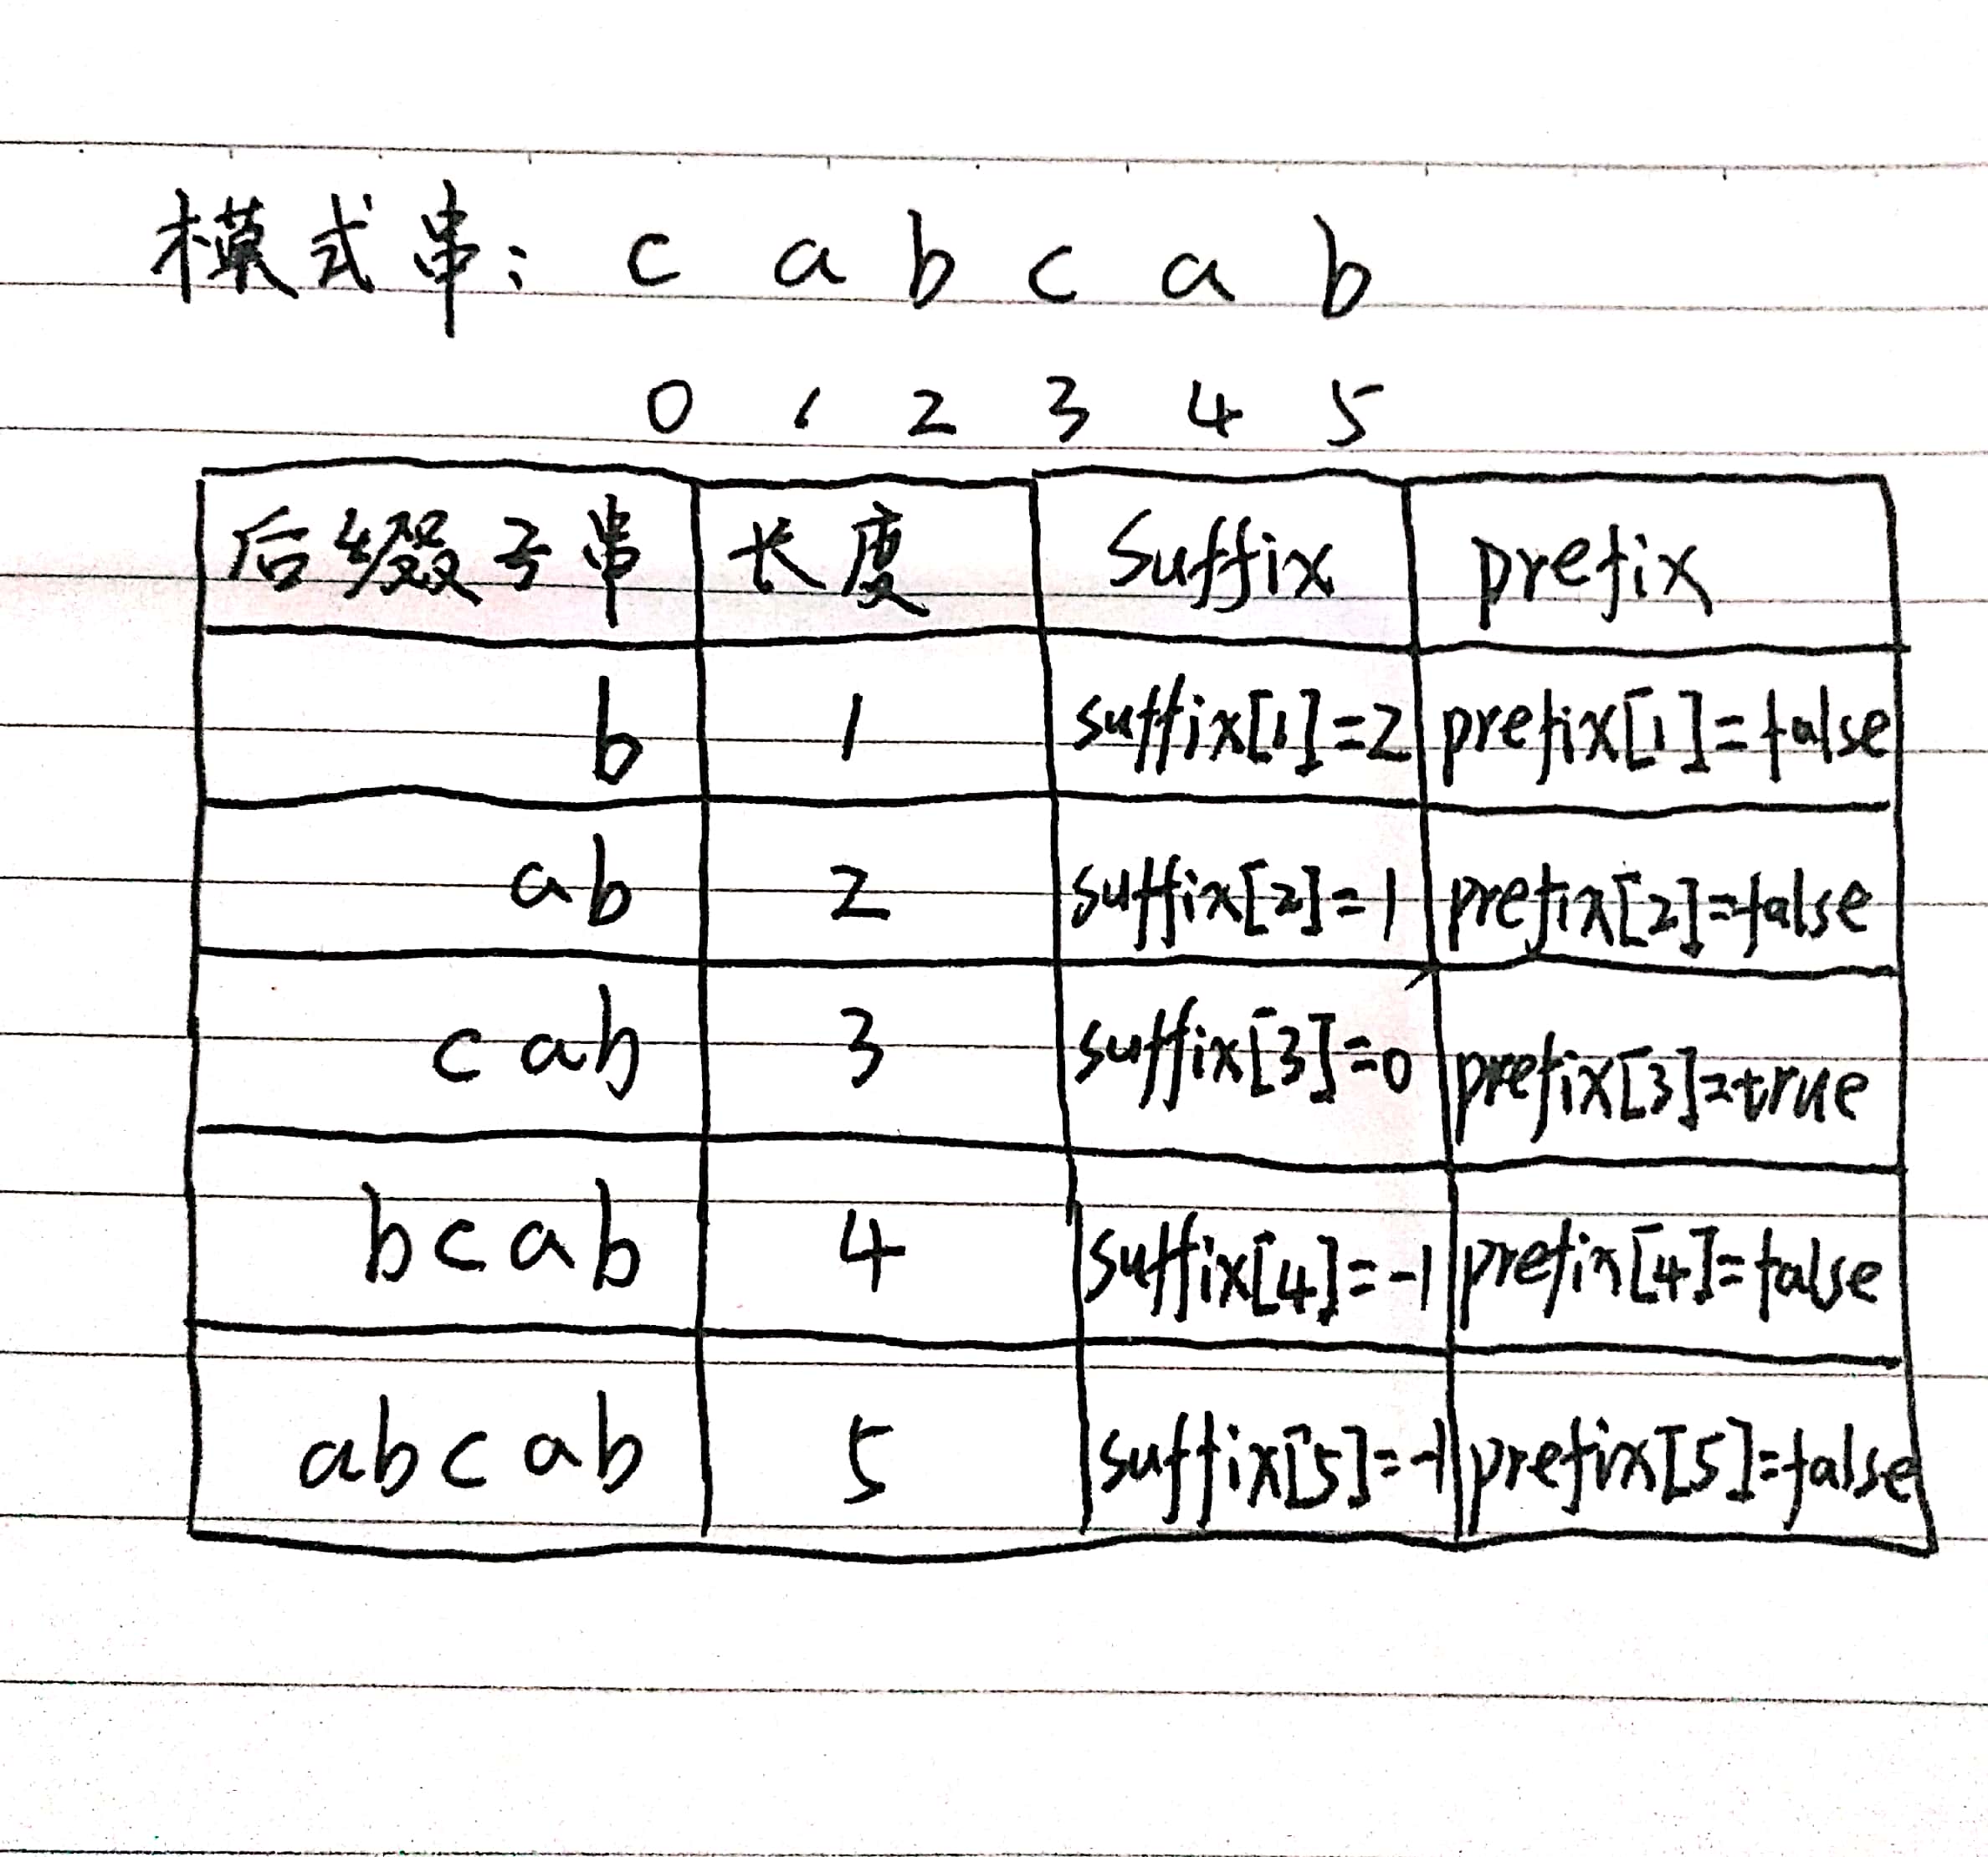 模式串: c a b c a b
0 1 2 3 4 5
后缀子串 长度 suffix prefix
b 1 suffix[1]=2 prefix[1]=false
ab 2 suffix[2]=1 prefix[2]=false
cab 3 suffix[3]=0 prefix[3]=true
bcab 4 suffix[4]=-1 prefix[4]=false
abcab 5 suffix[5]=-1 prefix[5]=false